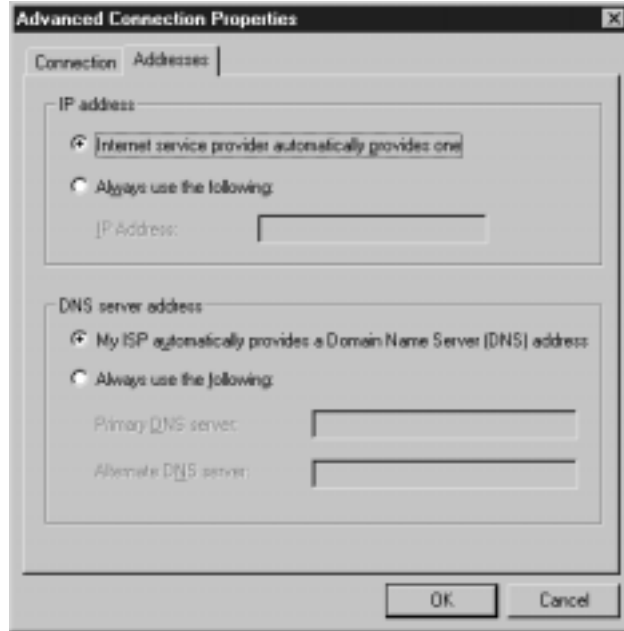 Advanced Connection Properties
Connection
Addresses
IP address
Internet service provider automatically provides one
Always use the following:
IP Address:
DNS server address
My ISP automatically provides a Domain Name Server (DNS) address
Always use the following:
Primary DNS server:
Alternate DNS server:
OK
Cancel